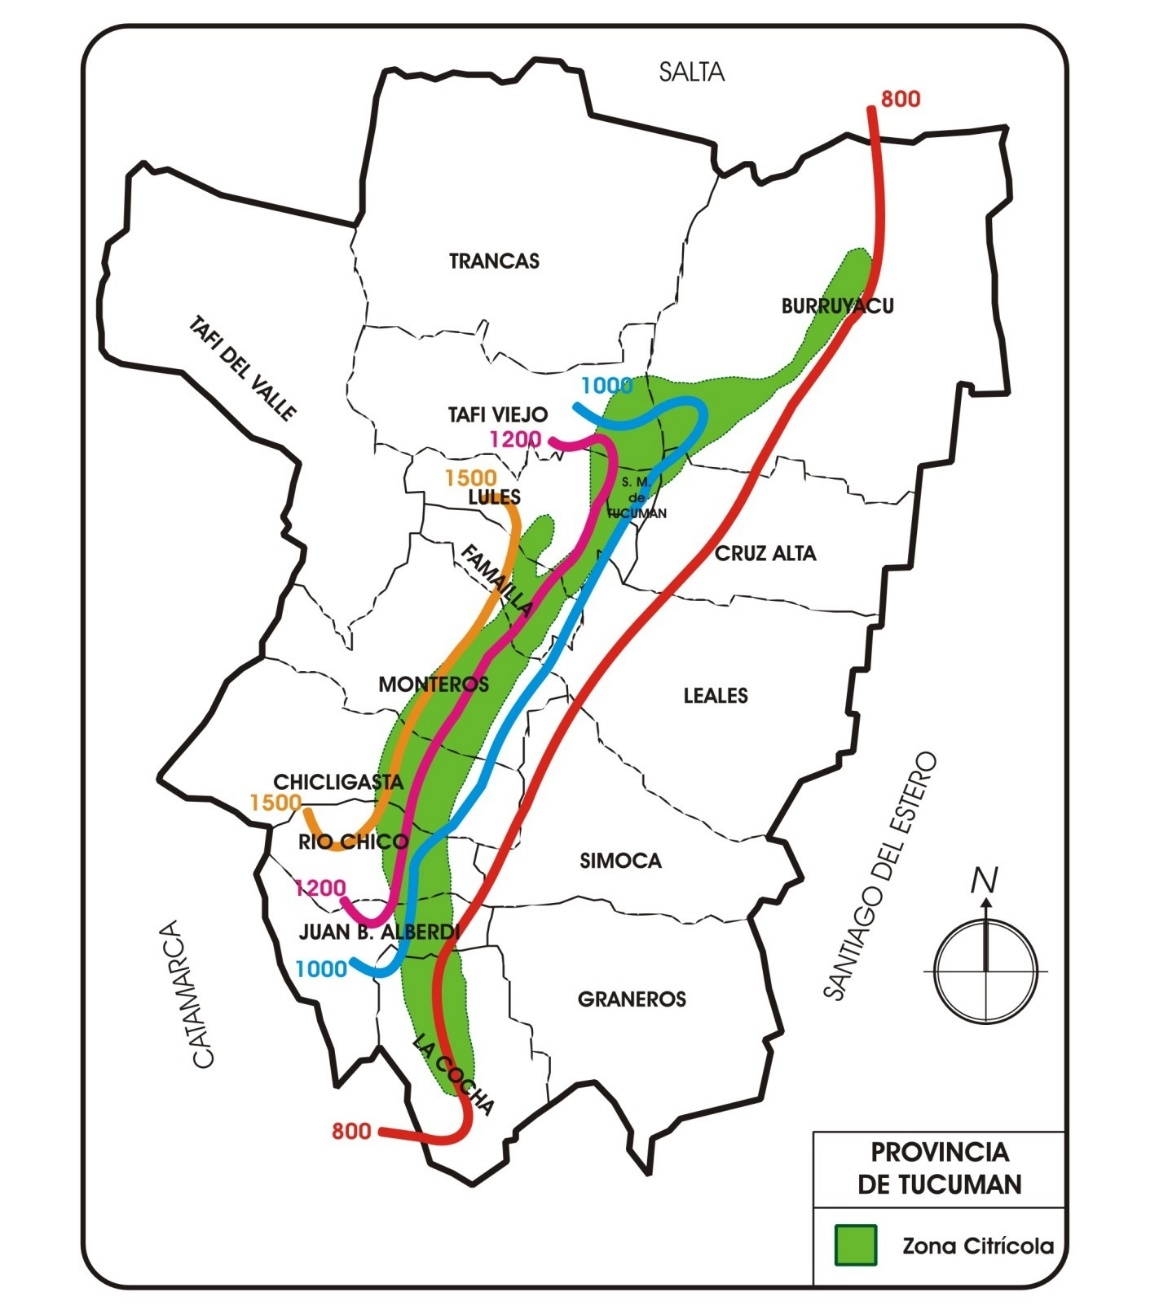 SALTA
800
TRANCAS
BURRUYACU
TAFI DEL VALLE
1000
TAFI VIEJO
1200
1500
LULES
S. M.
de
TUCUMAN
CRUZ ALTA
FAMAILLA
MONTEROS
LEALES
CHICLIGASTA
1500
RIO CHICO
SIMOCA
SANTIAGO DEL ESTERO
N
1200
JUAN B. ALBERDI
1000
CATAMARCA
GRANEROS
LA COCHA
800
PROVINCIA
DE TUCUMAN
Zona Citrícola